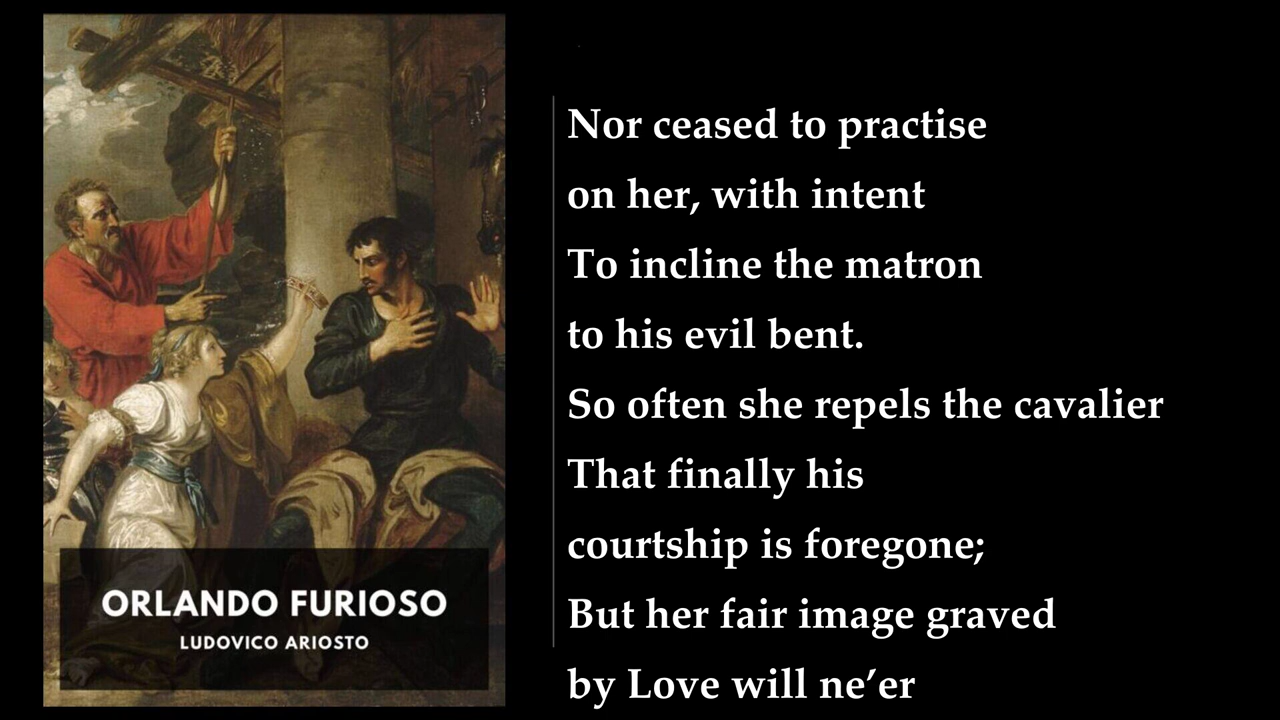 ORLANDO FURIOSO
LUDOVICO ARIOSTO
Nor ceased to practise
on her, with intent
To incline the matron
to his evil bent.
So often she repels the cavalier
That finally his
courtship is foregone;
But her fair image graved
by Love will ne’er